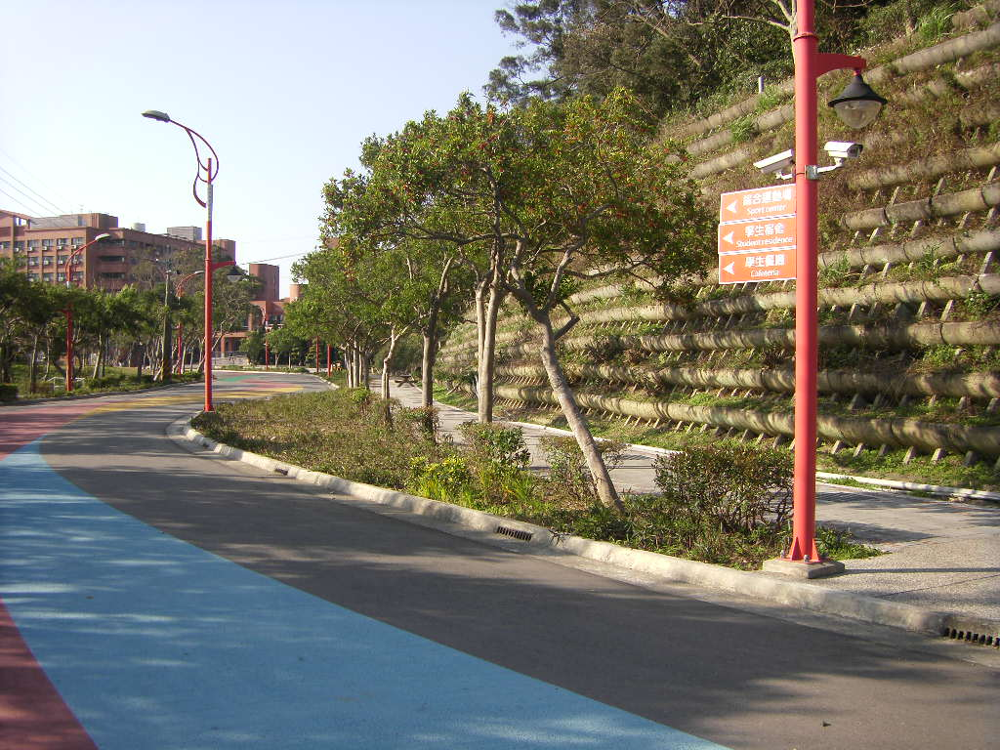 綜合運動場
Sport center
學生宿舍
Student residence
學生餐廳
Cafeteria